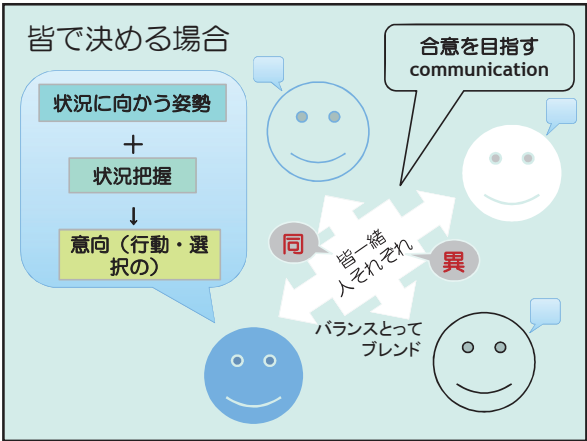 皆で決める場合
合意を目指す
communication
状況に向かう姿勢
＋
状況把握
↓
意向（行動・選
択の）
同
皆一緒
人それぞれ
異
バランスとって
ブレンド